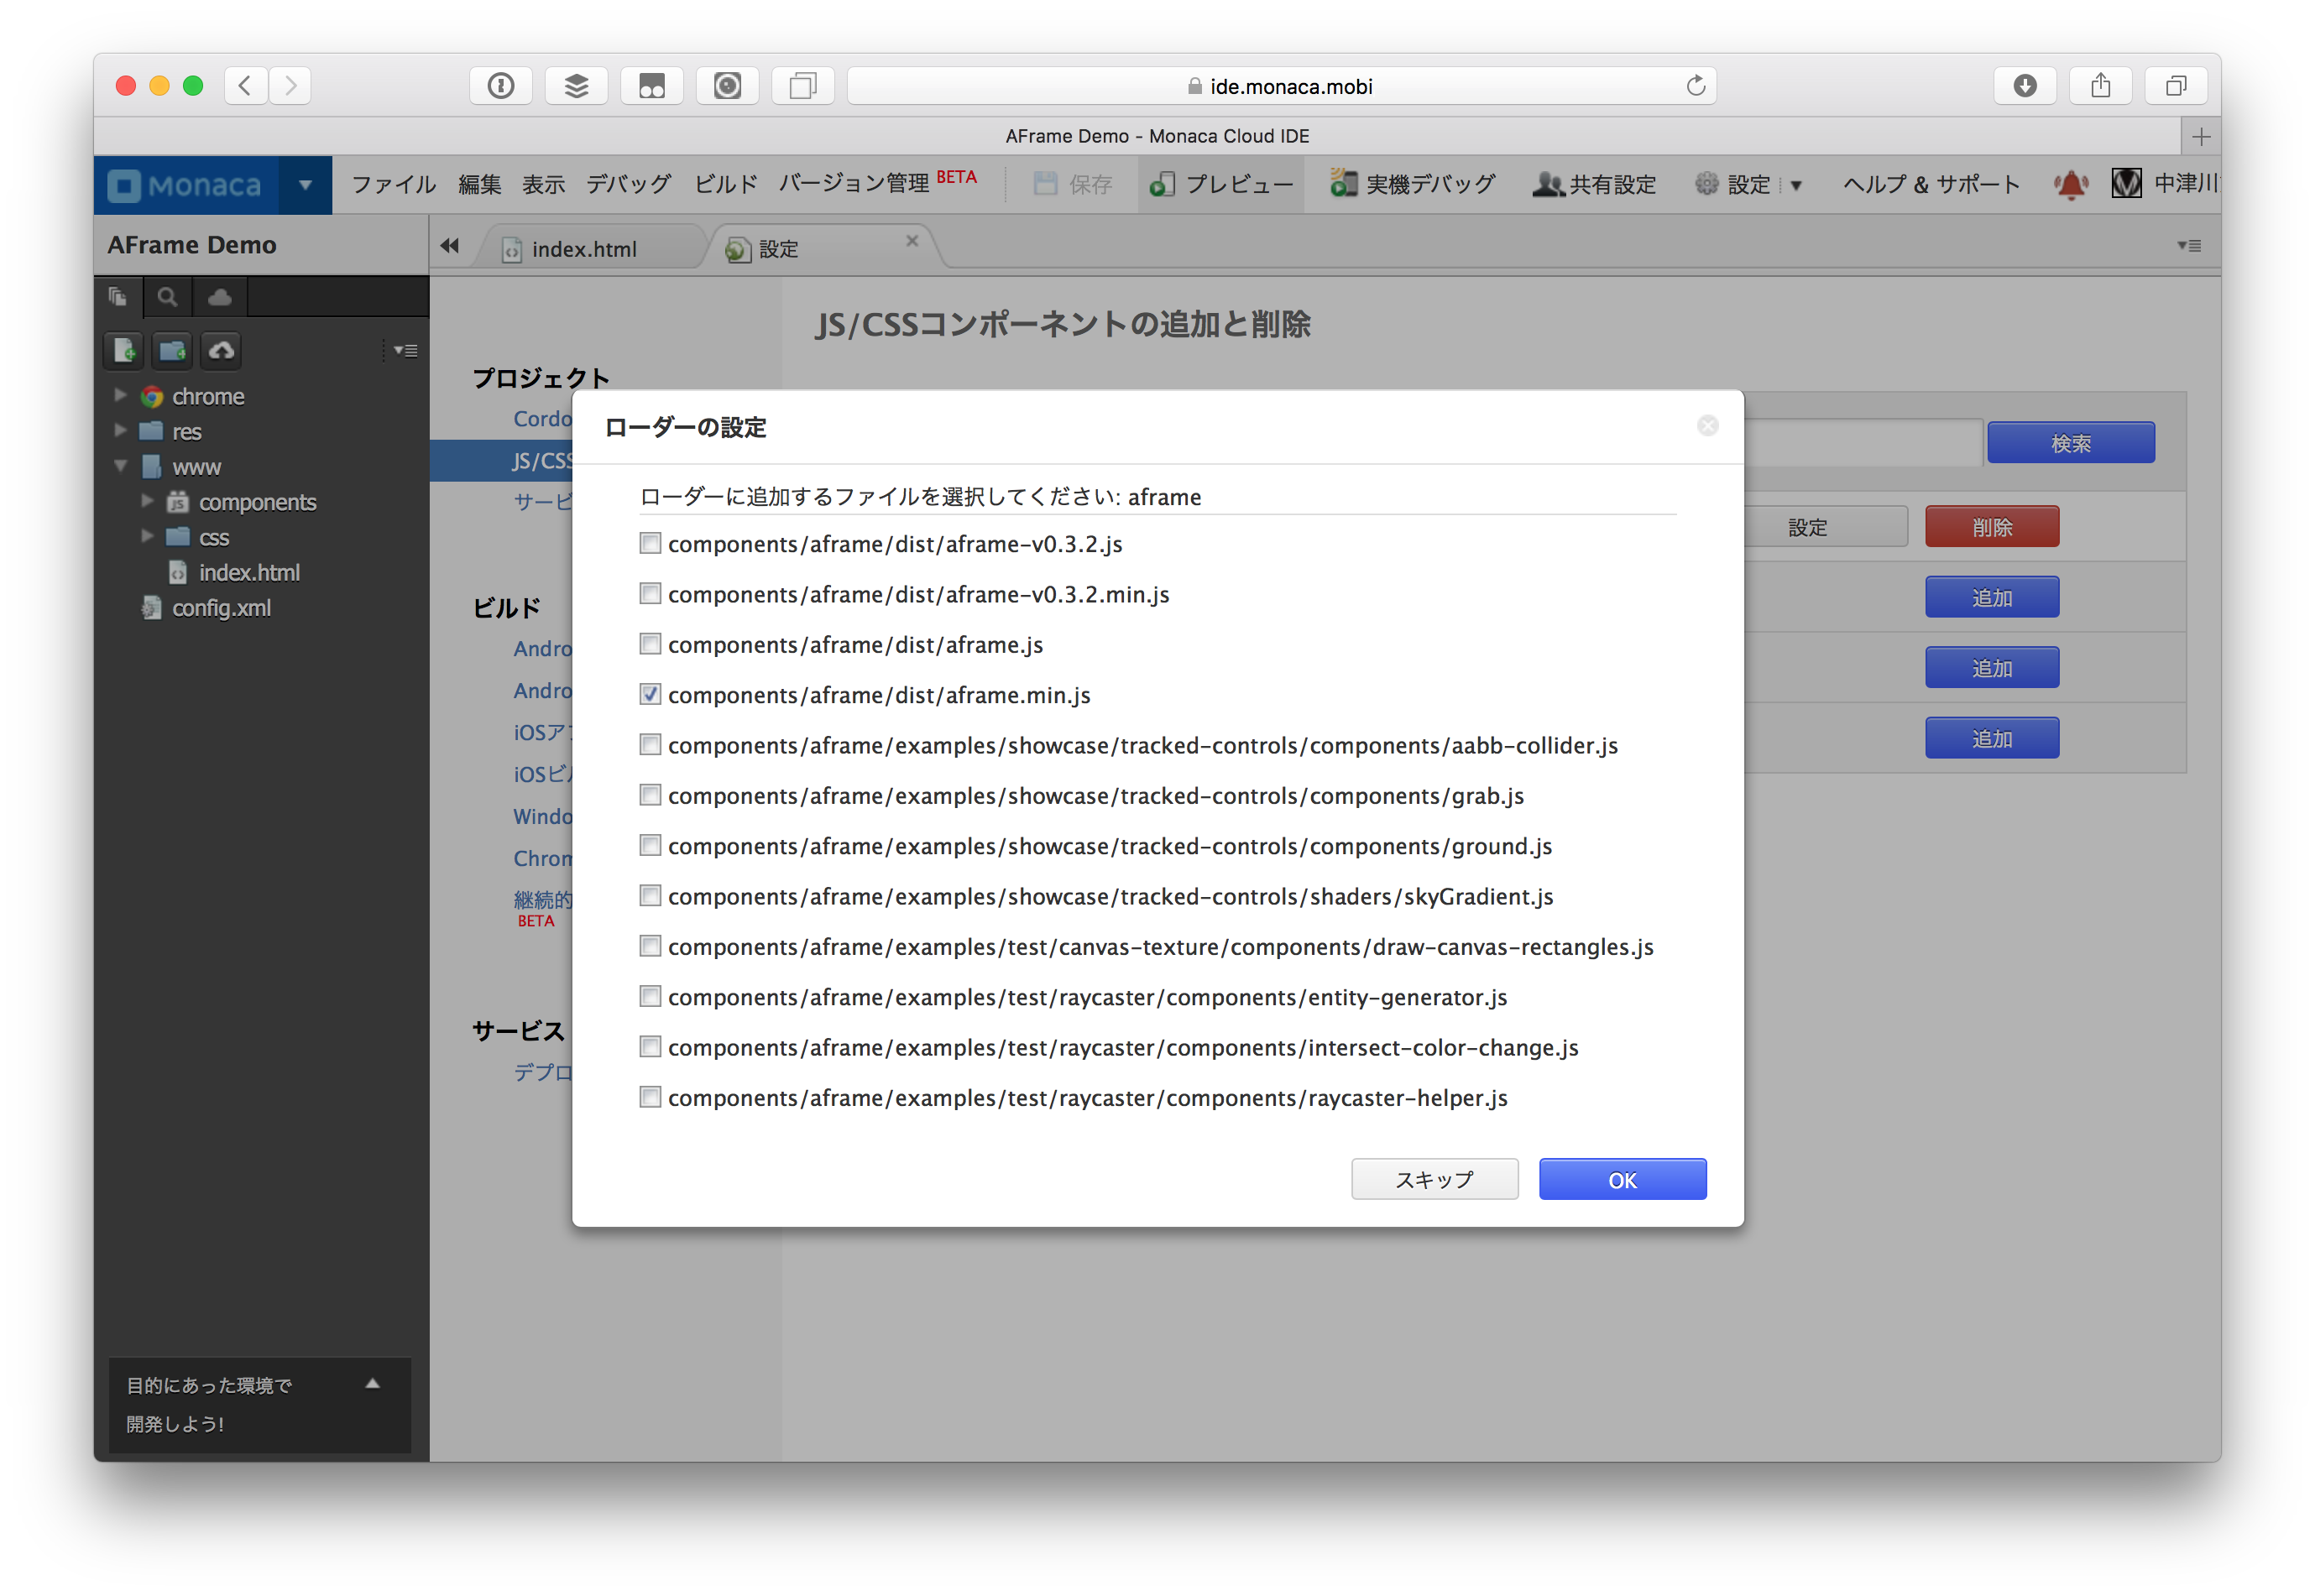 ide.monaca.mobi
AFrame Demo - Monaca Cloud IDE
Monaca ファイル 編集 表示 デバッグ ビルド バージョン管理 BETA 保存 プレビュー 実機デバッグ 共有設定 設定 ヘルプ & サポート 中津川
AFrame Demo
index.html
設定
chrome
res
www
components
css
index.html
config.xml
目的にあった環境で
開発しよう!
プロジェクト
Cordo
JS/CSS
サービ
ビルド
Andro
Andro
iOSア
iOSビ
Windo
Chrom
継続的
BETA
サービス
デプロ
JS/CSSコンポーネントの追加と削除
検索
設定
削除
追加
追加
追加
ローダーの設定
ローダーに追加するファイルを選択してください: aframe
components/aframe/dist/aframe-v0.3.2.js
components/aframe/dist/aframe-v0.3.2.min.js
components/aframe/dist/aframe.js
components/aframe/dist/aframe.min.js
components/aframe/examples/showcase/tracked-controls/components/aabb-collider.js
components/aframe/examples/showcase/tracked-controls/components/grab.js
components/aframe/examples/showcase/tracked-controls/components/ground.js
components/aframe/examples/showcase/tracked-controls/shaders/skyGradient.js
components/aframe/examples/test/canvas-texture/components/draw-canvas-rectangles.js
components/aframe/examples/test/raycaster/components/entity-generator.js
components/aframe/examples/test/raycaster/components/intersect-color-change.js
components/aframe/examples/test/raycaster/components/raycaster-helper.js
スキップ
OK